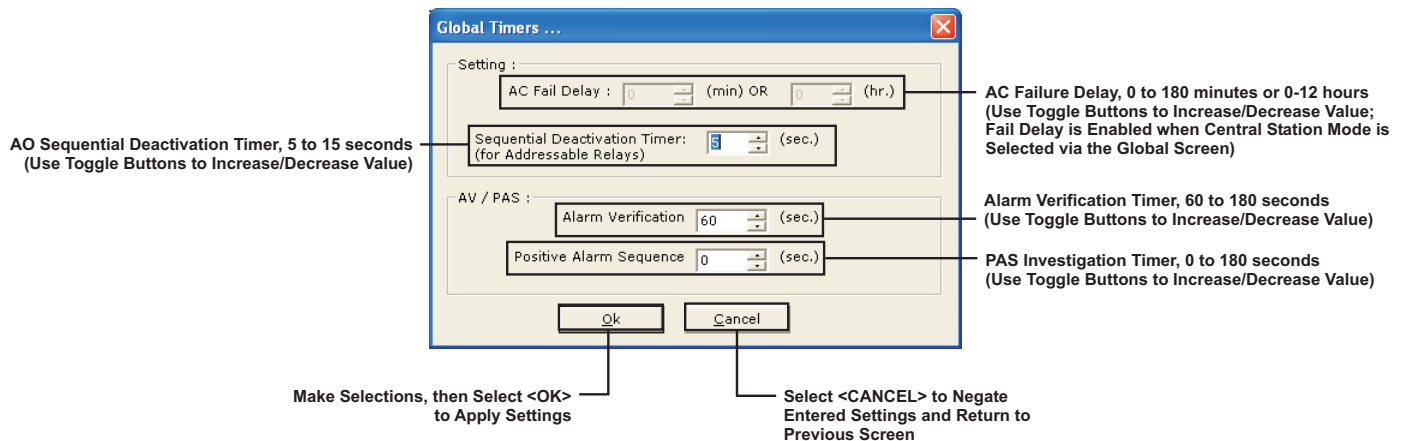 Global Timers ...
Setting :
AC Fail Delay : 0 (min) OR 0 (hr.)
AC Failure Delay, 0 to 180 minutes or 0-12 hours
(Use Toggle Buttons to Increase/Decrease Value;
Fail Delay is Enabled when Central Station Mode is
Selected via the Global Screen)
AO Sequential Deactivation Timer, 5 to 15 seconds
(Use Toggle Buttons to Increase/Decrease Value)
Sequential Deactivation Timer: 5 (sec.)
(for Addressable Relays)
AV / PAS :
Alarm Verification 60 (sec.)
Alarm Verification Timer, 60 to 180 seconds
(Use Toggle Buttons to Increase/Decrease Value)
Positive Alarm Sequence 0 (sec.)
PAS Investigation Timer, 0 to 180 seconds
(Use Toggle Buttons to Increase/Decrease Value)
Ok
Cancel
Make Selections, then Select <OK>
to Apply Settings
Select <CANCEL> to Negate
Entered Settings and Return to
Previous Screen